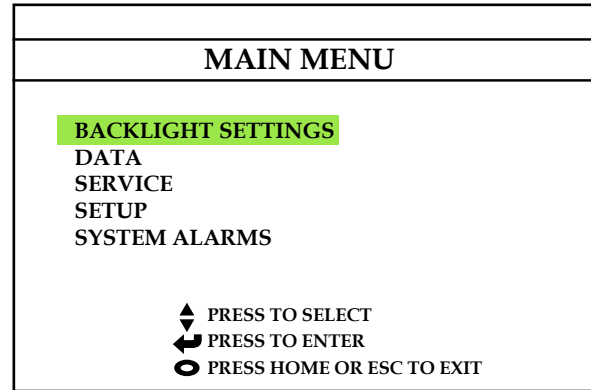 MAIN MENU
BACKLIGHT SETTINGS
DATA
SERVICE
SETUP
SYSTEM ALARMS
PRESS TO SELECT
PRESS TO ENTER
PRESS HOME OR ESC TO EXIT